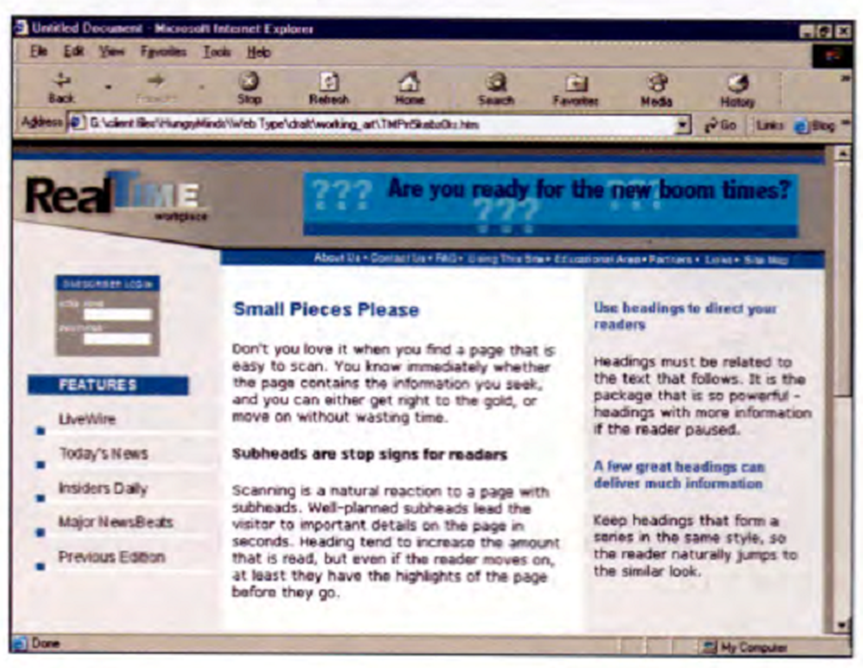 Untitled Document - Microsoft Internet Explorer
File Edit View Favorites Tools Help
Back Forward Stop Refresh Home Search Favorites Media History
Address G:\client files\HungryMinds\Web Type\draft\working_art\ Go Links Blog
RealTIME
workplace
??? Are you ready for the new boom times?
??? ???
About Us • Contact Us • FAQ • Using This Site • Educational Area • Partners • Links • Site Map
SUBSCRIBER LOGIN
FEATURES
LiveWire
Today's News
Insiders Daily
Major NewsBeats
Previous Edition
Small Pieces Please
Don't you love it when you find a page that is
easy to scan. You know immediately whether
the page contains the information you seek,
and you can either get right to the gold, or
move on without wasting time.
Subheads are stop signs for readers
Scanning is a natural reaction to a page with
subheads. Well-planned subheads lead the
visitor to important details on the page in
seconds. Heading tend to increase the amount
that is read, but even if the reader moves on,
at least they have the highlights of the page
before they go.
Use headings to direct your
readers
Headings must be related to
the text that follows. It is the
package that is so powerful -
headings with more information
if the reader paused.
A few great headings can
deliver much information
Keep headings that form a
series in the same style, so
the reader naturally jumps to
the similar look.
Done My Computer